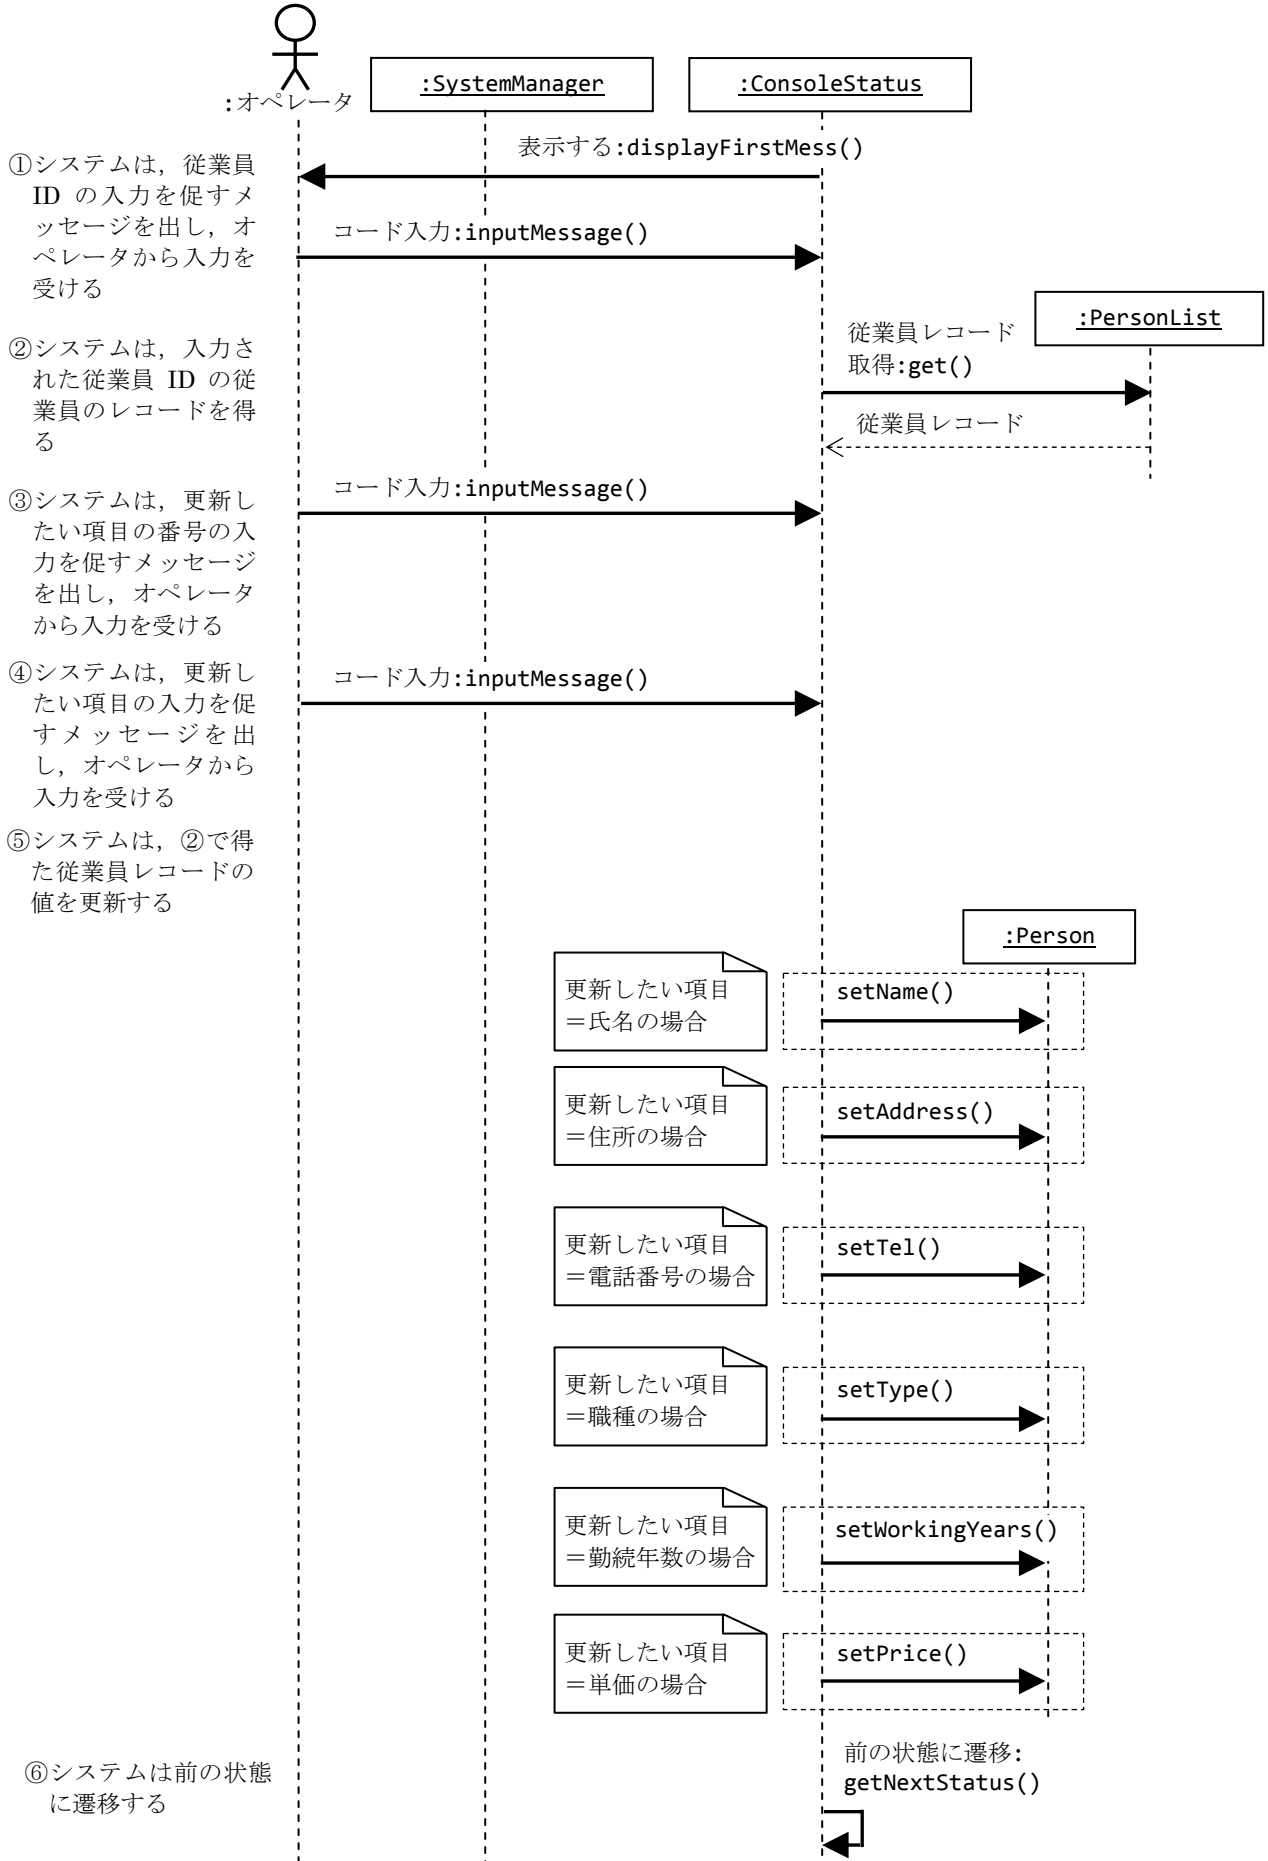 :オペレータ
:SystemManager
:ConsoleStatus
表示する:displayFirstMess()
①システムは，従業員
ID の入力を促すメ
ッセージを出し，オ
ペレータから入力を
受ける
コード入力:inputMessage()
:PersonList
②システムは，入力さ
れた従業員 ID の従
業員のレコードを得
る
従業員レコード
取得:get()
従業員レコード
③システムは，更新し
たい項目の番号の入
力を促すメッセージ
を出し，オペレータ
から入力を受ける
コード入力:inputMessage()
④システムは，更新し
たい項目の入力を促
すメッセージを出
し，オペレータから
入力を受ける
コード入力:inputMessage()
⑤システムは，②で得
た従業員レコードの
値を更新する
:Person
更新したい項目
＝氏名の場合
setName()
更新したい項目
＝住所の場合
setAddress()
更新したい項目
＝電話番号の場合
setTel()
更新したい項目
＝職種の場合
setType()
更新したい項目
＝勤続年数の場合
setWorkingYears()
更新したい項目
＝単価の場合
setPrice()
⑥システムは前の状態
に遷移する
前の状態に遷移:
getNextStatus()